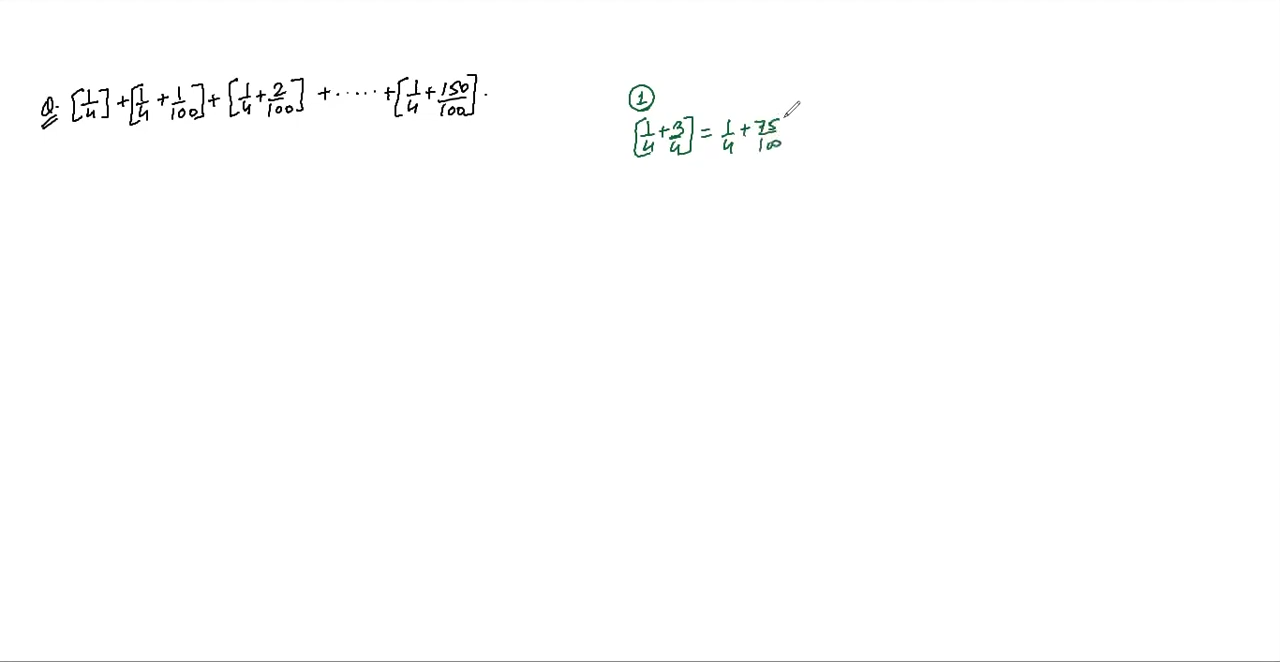 Q. [1/4] + [1/4 + 1/100] + [1/4 + 2/100] + ..... + [1/4 + 150/100].
①
[1/4 + 3/4] = 1/4 + 75/100